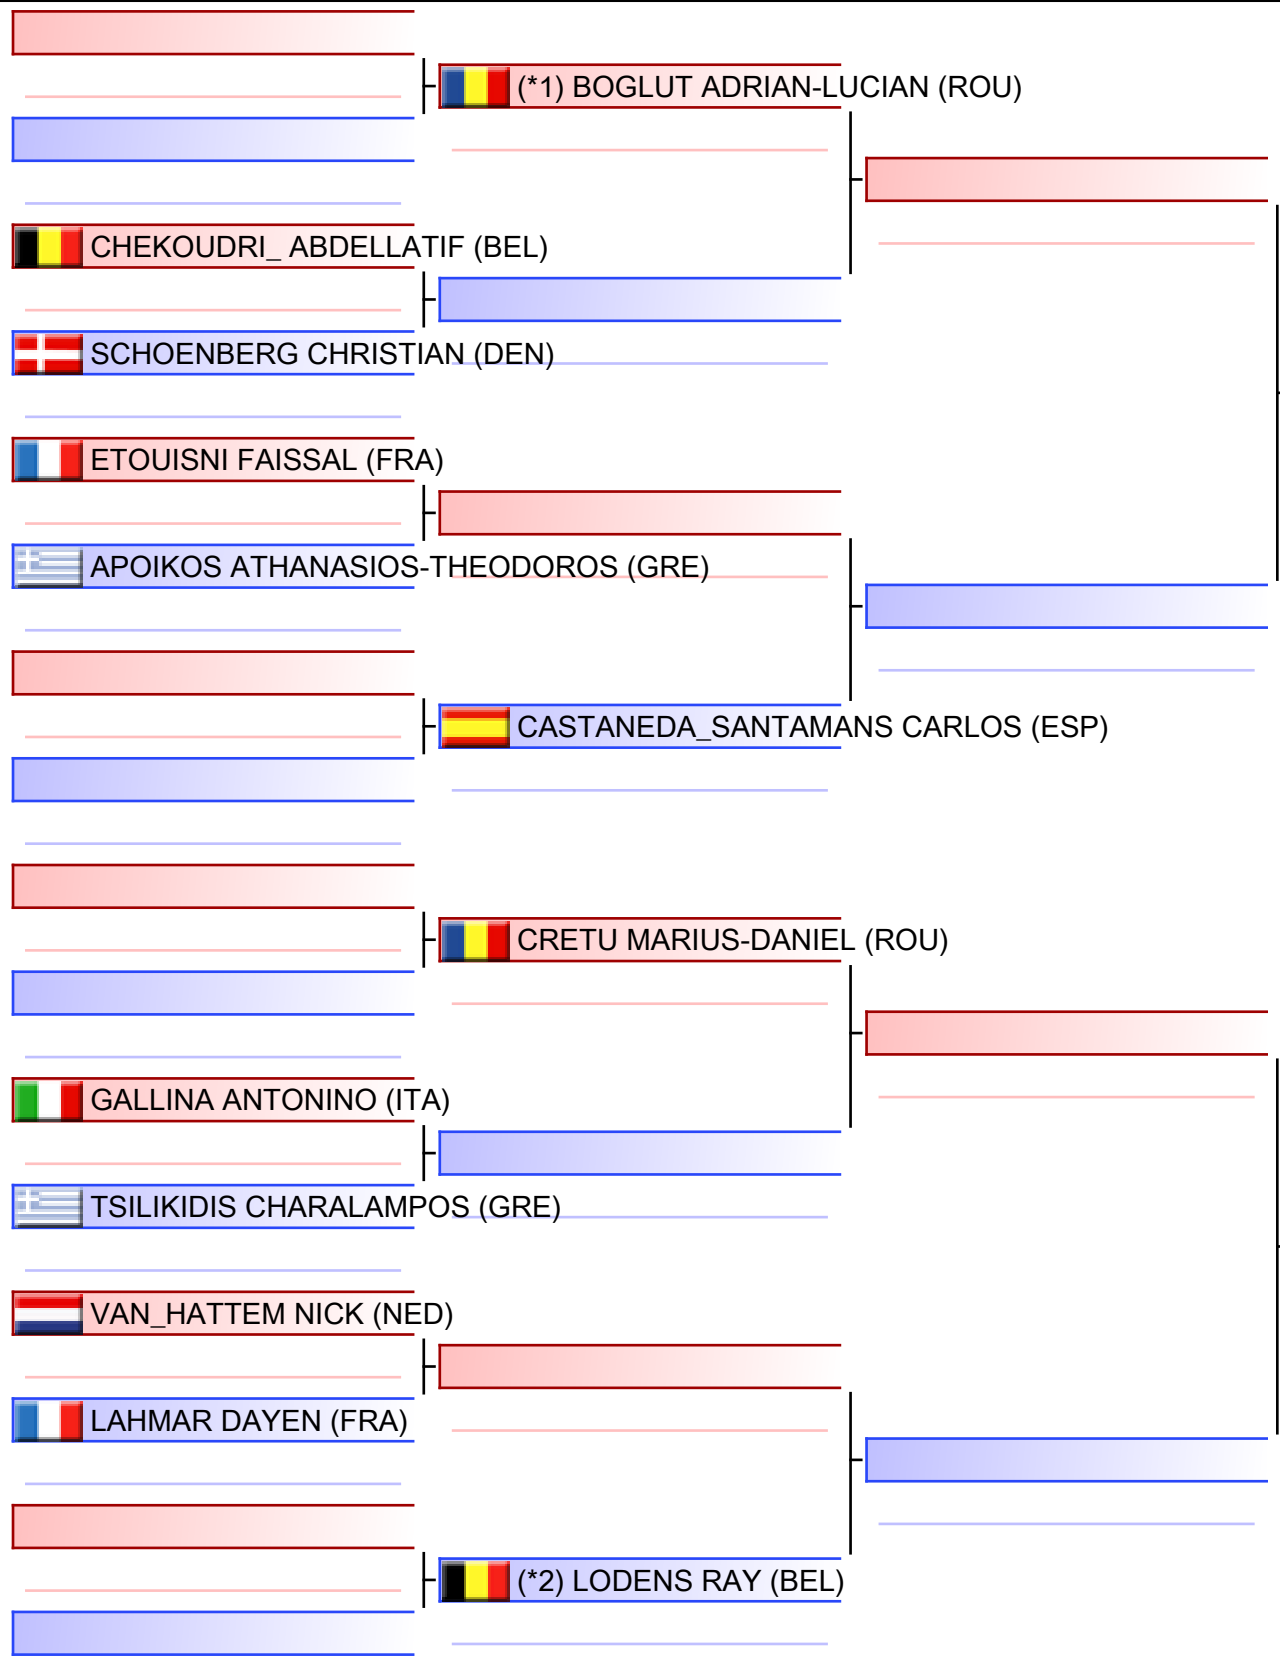 (*1) BOGLUT ADRIAN-LUCIAN (ROU)
CHEKOUDRI_ ABDELLATIF (BEL)
SCHOENBERG CHRISTIAN (DEN)
ETOUISNI FAISSAL (FRA)
APOIKOS ATHANASIOS-THEODOROS (GRE)
CASTANEDA_SANTAMANS CARLOS (ESP)
CRETU MARIUS-DANIEL (ROU)
GALLINA ANTONINO (ITA)
TSILIKIDIS CHARALAMPOS (GRE)
VAN_HATTEM NICK (NED)
LAHMAR DAYEN (FRA)
(*2) LODENS RAY (BEL)